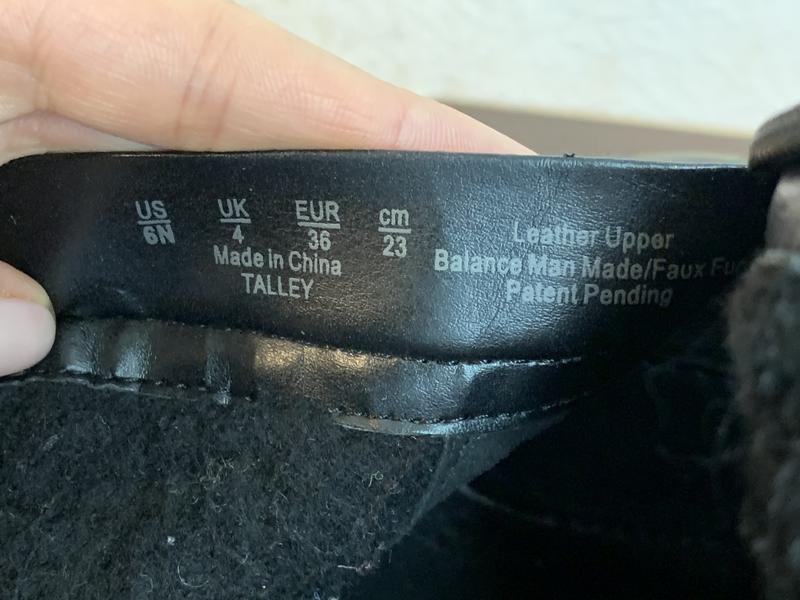 US UK EUR cm
6N 4 36 23
Made in China
TALLEY
Leather Upper
Balance Man Made/Faux Fu
Patent Pending